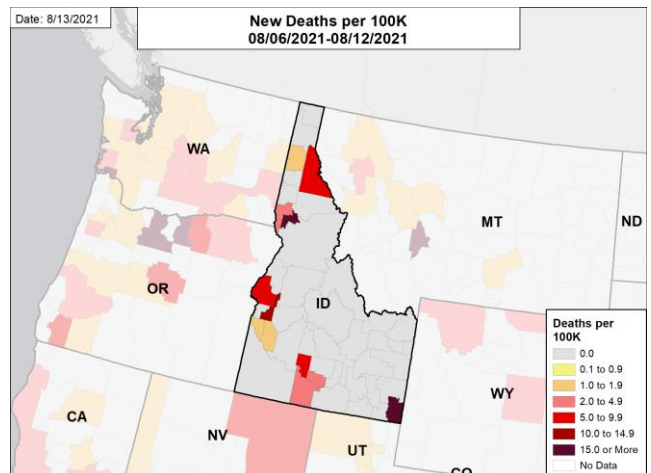 Date: 8/13/2021
New Deaths per 100K
08/06/2021-08/12/2021
WA
MT
ND
OR
ID
WY
CA
NV
UT
CO
Deaths per
100K
0.0
0.1 to 0.9
1.0 to 1.9
2.0 to 4.9
5.0 to 9.9
10.0 to 14.9
15.0 or More
No Data